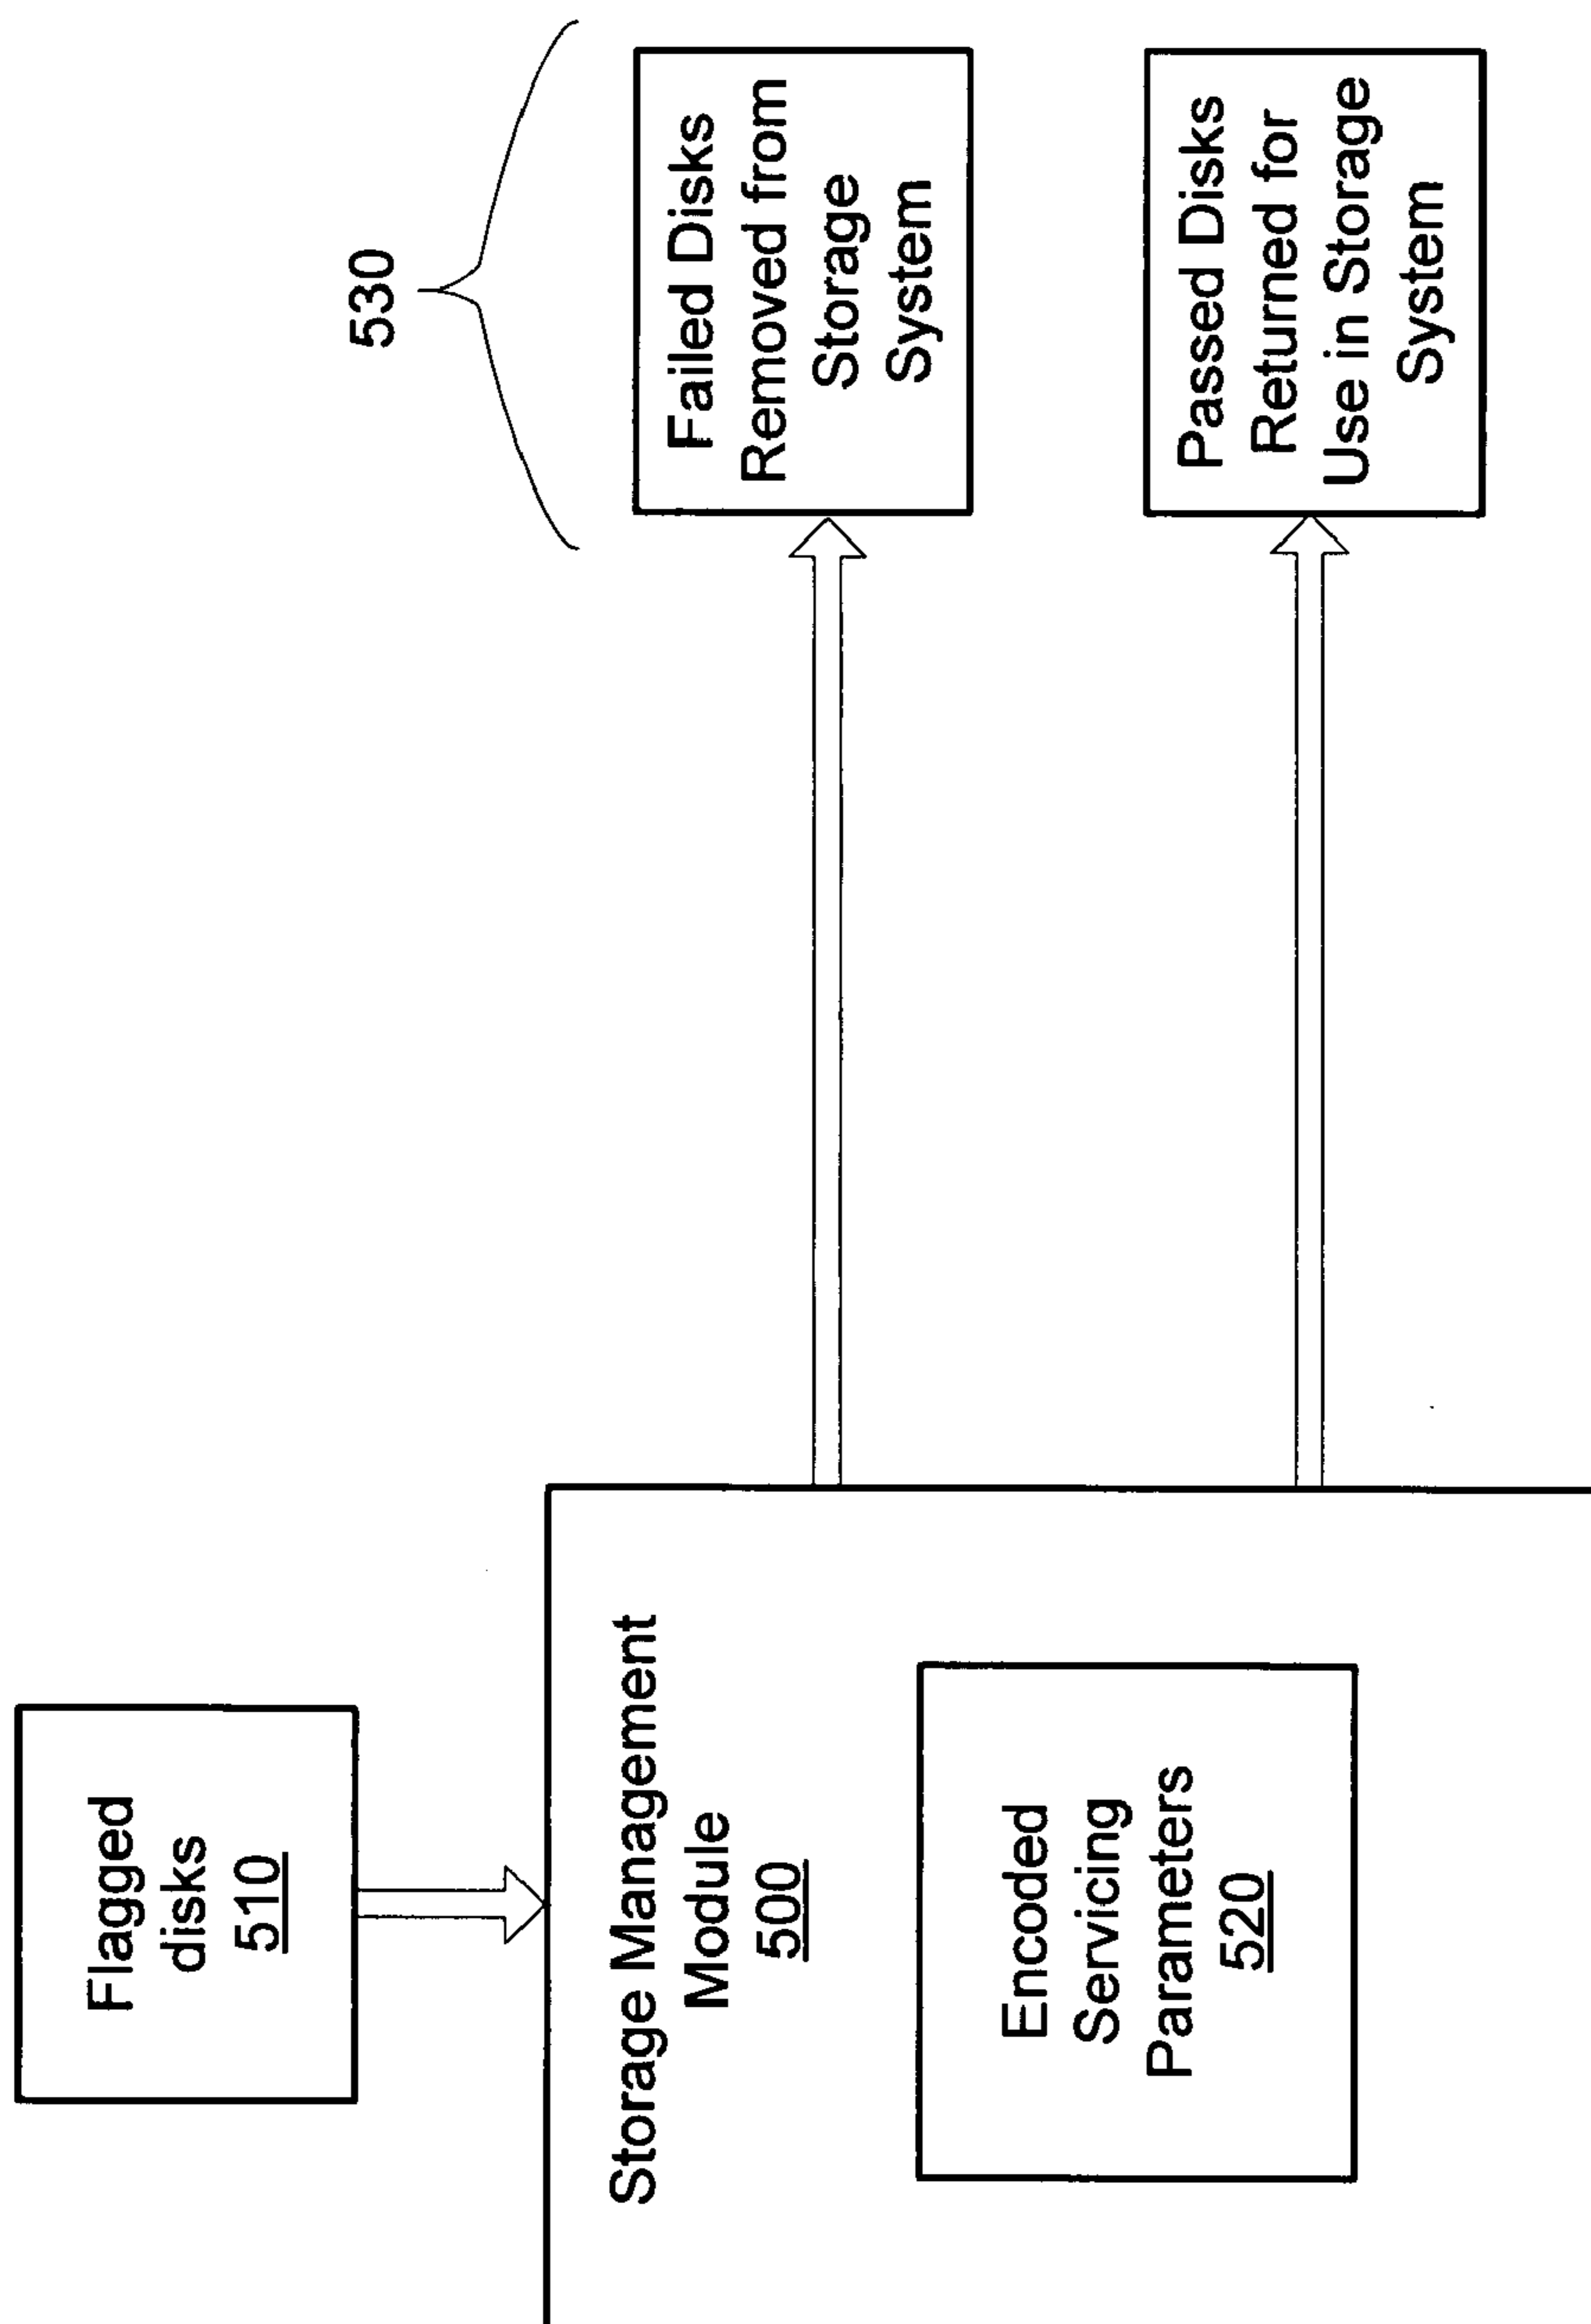 Flagged
disks
510
Storage Management
Module
500
Encoded
Servicing
Parameters
520
530
Failed Disks
Removed from
Storage
System
Passed Disks
Returned for
Use in Storage
System